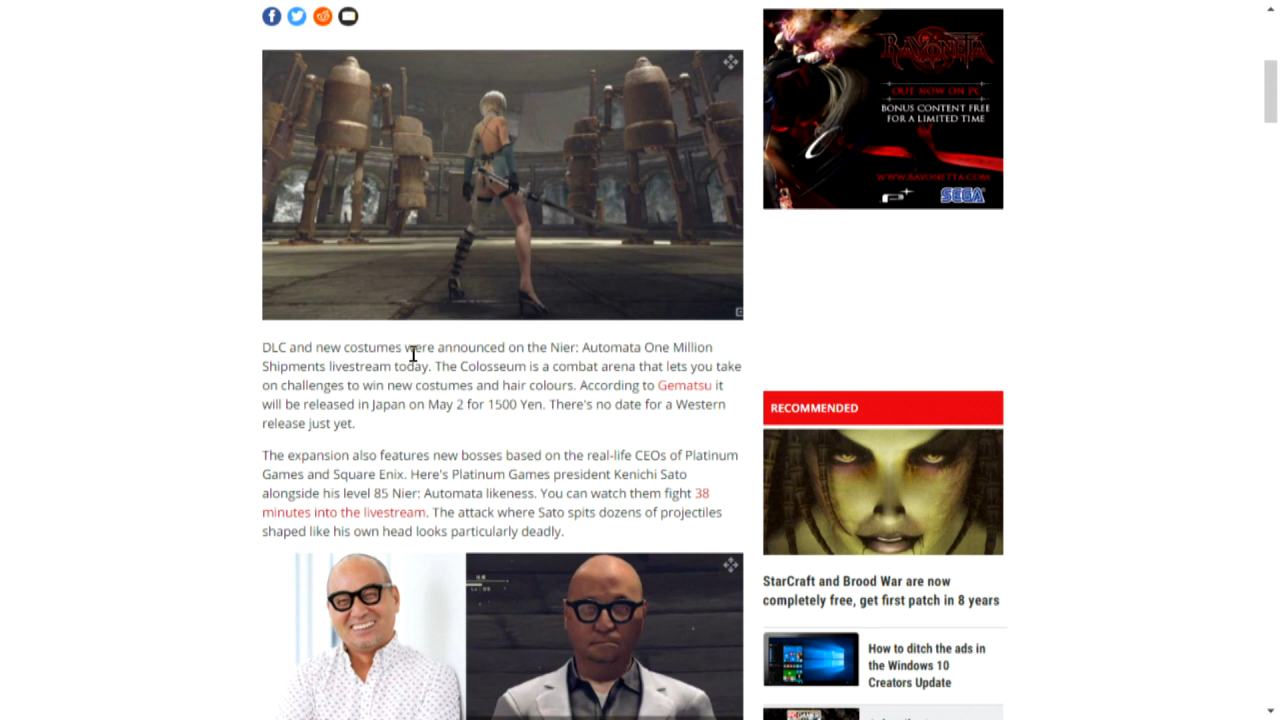 BAYONETTA
OUT NOW ON PC
BONUS CONTENT FREE
FOR A LIMITED TIME
WWW.BAYONETTA.COM
SEGA
DLC and new costumes were announced on the Nier: Automata One Million
Shipments livestream today. The Colosseum is a combat arena that lets you take
on challenges to win new costumes and hair colours. According to Gematsu it
will be released in Japan on May 2 for 1500 Yen. There's no date for a Western
release just yet.
The expansion also features new bosses based on the real-life CEOs of Platinum
Games and Square Enix. Here's Platinum Games president Kenichi Sato
alongside his level 85 Nier: Automata likeness. You can watch them fight 38
minutes into the livestream. The attack where Sato spits dozens of projectiles
shaped like his own head looks particularly deadly.
RECOMMENDED
StarCraft and Brood War are now
completely free, get first patch in 8 years
How to ditch the ads in
the Windows 10
Creators Update